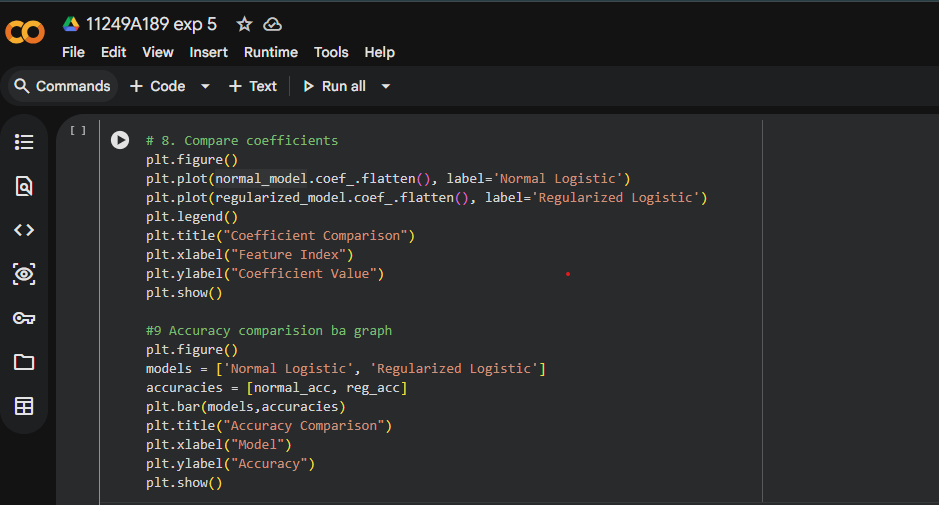 11249A189 exp 5
File Edit View Insert Runtime Tools Help
Commands + Code + Text Run all
[ ]
# 8. Compare coefficients
plt.figure()
plt.plot(normal_model.coef_.flatten(), label='Normal Logistic')
plt.plot(regularized_model.coef_.flatten(), label='Regularized Logistic')
plt.legend()
plt.title("Coefficient Comparison")
plt.xlabel("Feature Index")
plt.ylabel("Coefficient Value")
plt.show()
#9 Accuracy comparision ba graph
plt.figure()
models = ['Normal Logistic', 'Regularized Logistic']
accuracies = [normal_acc, reg_acc]
plt.bar(models,accuracies)
plt.title("Accuracy Comparison")
plt.xlabel("Model")
plt.ylabel("Accuracy")
plt.show()